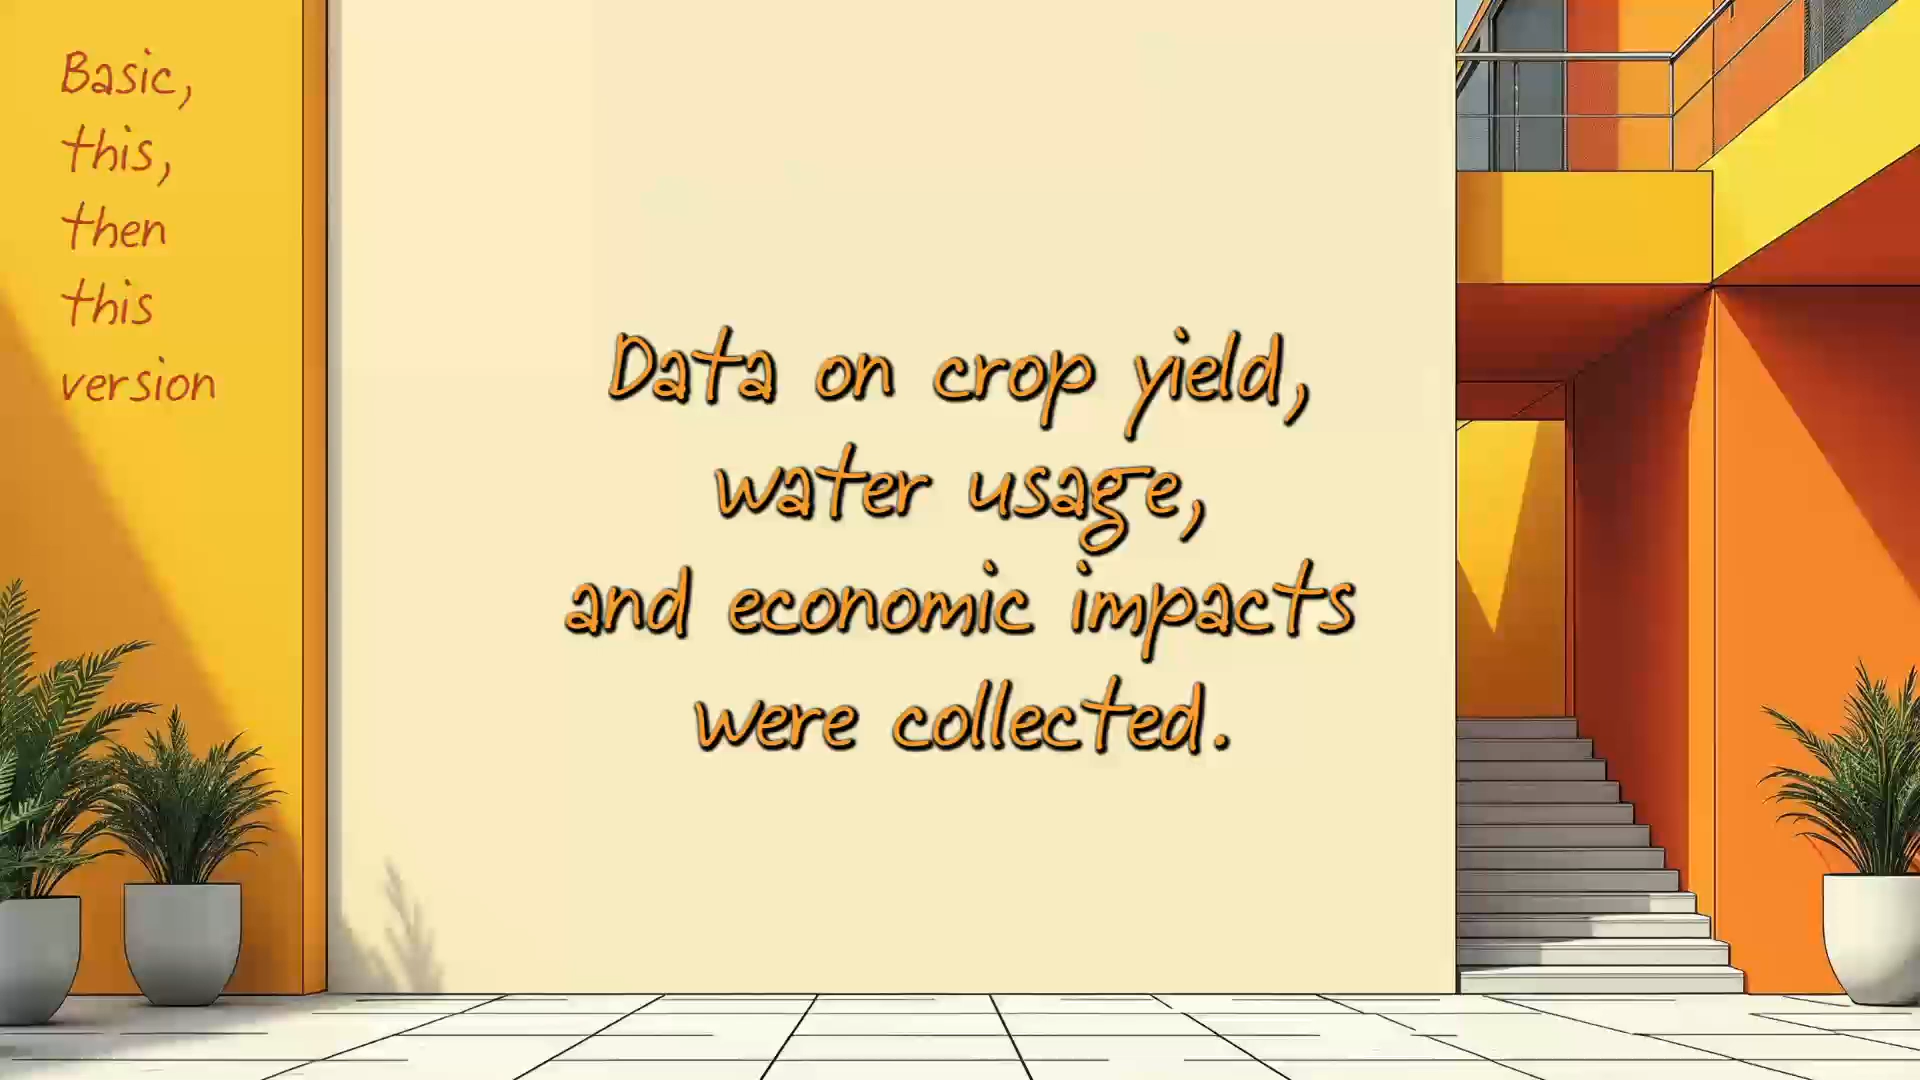 Basic,
this,
then
this
version
Data on crop yield,
water usage,
and economic impacts
were collected.